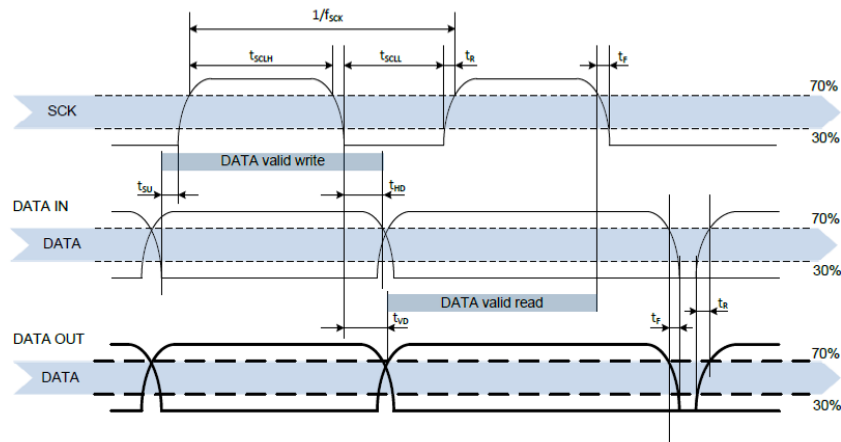 1/fSCK
tSCLH
tSCLL
tR
tF
70%
SCK
30%
DATA valid write
tSU
tHD
DATA IN
70%
DATA
30%
DATA valid read
tF
tR
tVD
DATA OUT
70%
DATA
30%